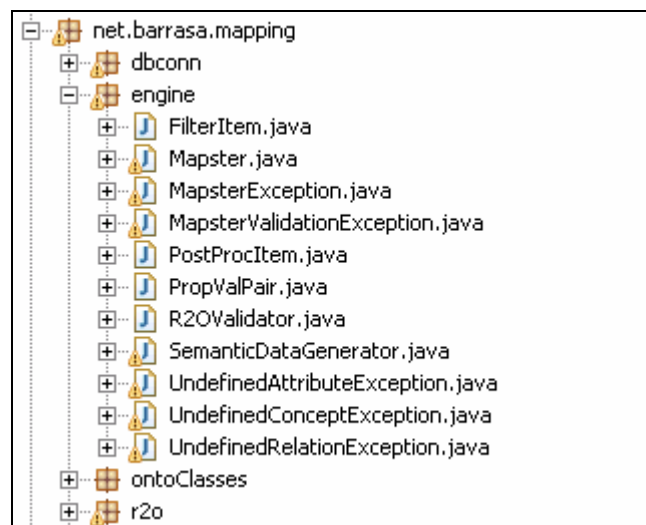 net.barrasa.mapping
dbconn
engine
FilterItem.java
Mapster.java
MapsterException.java
MapsterValidationException.java
PostProcItem.java
PropValPair.java
R2OValidator.java
SemanticDataGenerator.java
UndefinedAttributeException.java
UndefinedConceptException.java
UndefinedRelationException.java
ontoClasses
r2o